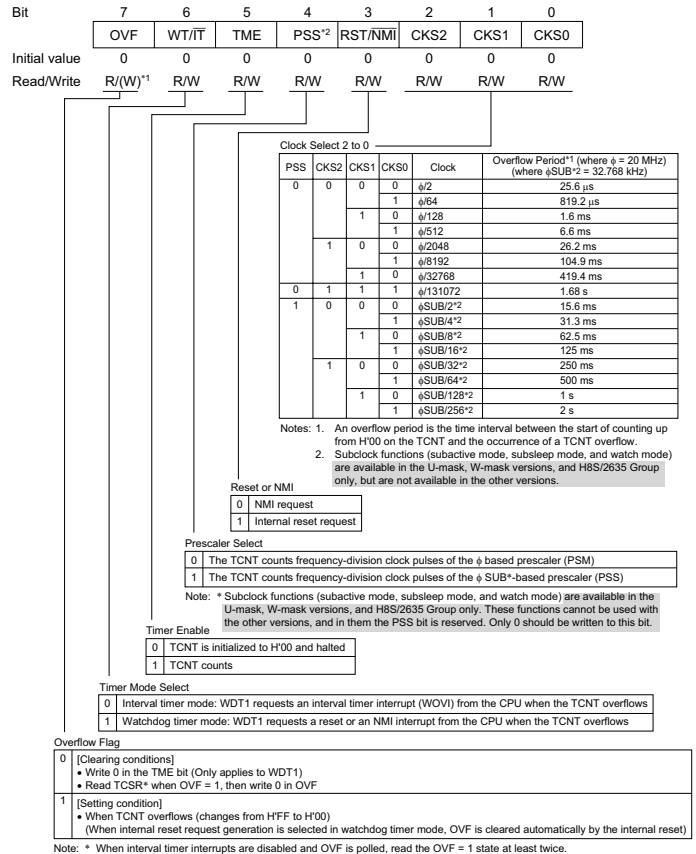 Bit 7 6 5 4 3 2 1 0
OVF WT/IT TME PSS*2 RST/NMI CKS2 CKS1 CKS0
Initial value 0 0 0 0 0 0 0 0
Read/Write R/(W)*1 R/W R/W R/W R/W R/W R/W R/W
Clock Select 2 to 0
PSS CKS2 CKS1 CKS0 Clock Overflow Period*1 (where ϕ = 20 MHz)
(where ϕSUB*2 = 32.768 kHz)
0 0 0 0 ϕ/2 25.6 μs
1 ϕ/64 819.2 μs
1 0 ϕ/128 1.6 ms
1 ϕ/512 6.6 ms
1 0 0 ϕ/2048 26.2 ms
1 ϕ/8192 104.9 ms
1 0 ϕ/32768 419.4 ms
0 1 1 1 ϕ/131072 1.68 s
1 0 0 0 ϕSUB/2*2 15.6 ms
1 ϕSUB/4*2 31.3 ms
1 0 ϕSUB/8*2 62.5 ms
1 ϕSUB/16*2 125 ms
1 0 0 ϕSUB/32*2 250 ms
1 ϕSUB/64*2 500 ms
1 0 ϕSUB/128*2 1 s
1 ϕSUB/256*2 2 s
Notes: 1. An overflow period is the time interval between the start of counting up
from H'00 on the TCNT and the occurrence of a TCNT overflow.
2. Subclock functions (subactive mode, subsleep mode, and watch mode)
are available in the U-mask, W-mask versions, and H8S/2635 Group
only, but are not available in the other versions.
Reset or NMI
0 NMI request
1 Internal reset request
Prescaler Select
0 The TCNT counts frequency-division clock pulses of the ϕ based prescaler (PSM)
1 The TCNT counts frequency-division clock pulses of the ϕ SUB*-based prescaler (PSS)
Note: * Subclock functions (subactive mode, subsleep mode, and watch mode) are available in the
U-mask, W-mask versions, and H8S/2635 Group only. These functions cannot be used with
the other versions, and in them the PSS bit is reserved. Only 0 should be written to this bit.
Timer Enable
0 TCNT is initialized to H'00 and halted
1 TCNT counts
Timer Mode Select
0 Interval timer mode: WDT1 requests an interval timer interrupt (WOVI) from the CPU when the TCNT overflows
1 Watchdog timer mode: WDT1 requests a reset or an NMI interrupt from the CPU when the TCNT overflows
Overflow Flag
0 [Clearing conditions]
• Write 0 in the TME bit (Only applies to WDT1)
• Read TCSR* when OVF = 1, then write 0 in OVF
1 [Setting condition]
• When TCNT overflows (changes from H'FF to H'00)
(When internal reset request generation is selected in watchdog timer mode, OVF is cleared automatically by the internal reset)
Note: * When interval timer interrupts are disabled and OVF is polled, read the OVF = 1 state at least twice.